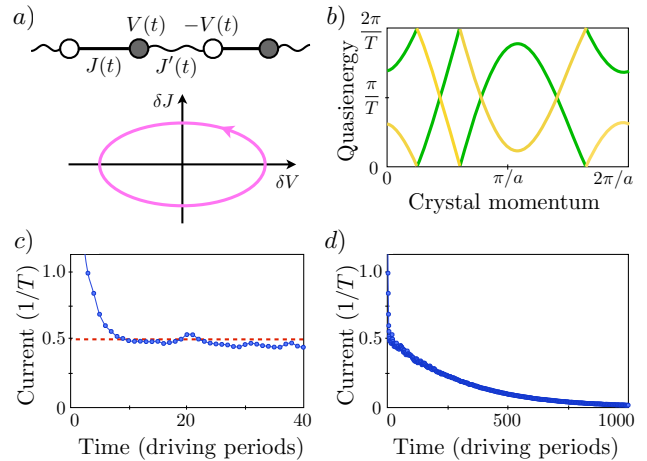 a)
V(t) −V(t)
J(t) J′(t)
δJ
δV
b)
Quasienergy
2π/T
π/T
0
0 π/a 2π/a
Crystal momentum
c)
Current (1/T)
1.0
0.5
0
0 20 40
Time (driving periods)
d)
Current (1/T)
1.0
0.5
0
0 500 1000
Time (driving periods)